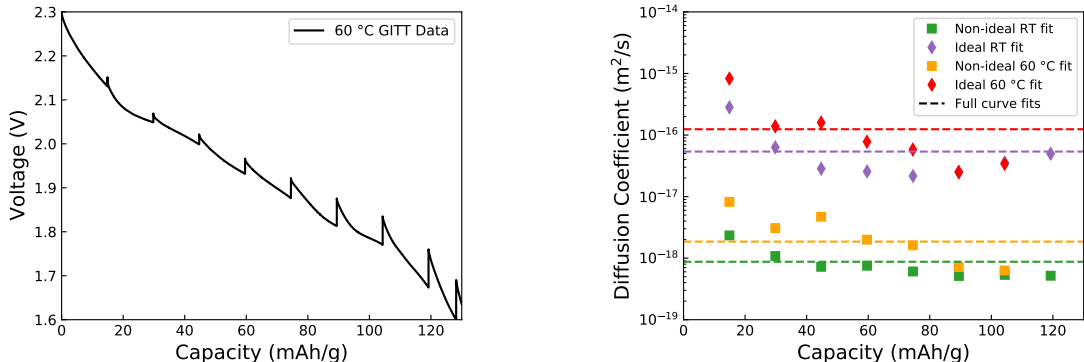 2.3
2.2
2.1
2.0
1.9
1.8
1.7
1.6
Voltage (V)
60 °C GITT Data
0
20
40
60
80
100
120
Capacity (mAh/g)
10⁻¹⁴
10⁻¹⁵
10⁻¹⁶
10⁻¹⁷
10⁻¹⁸
10⁻¹⁹
Diffusion Coefficient (m²/s)
Non-ideal RT fit
Ideal RT fit
Non-ideal 60 °C fit
Ideal 60 °C fit
Full curve fits
0
20
40
60
80
100
120
Capacity (mAh/g)